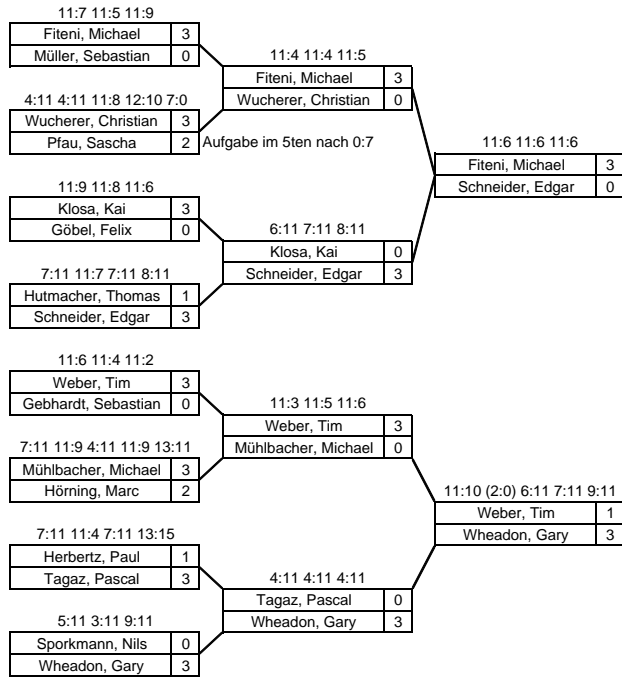 11:7 11:5 11:9
Fiteni, Michael 3
Müller, Sebastian 0
4:11 4:11 11:8 12:10 7:0
Wucherer, Christian 3
Pfau, Sascha 2 Aufgabe im 5ten nach 0:7
11:9 11:8 11:6
Klosa, Kai 3
Göbel, Felix 0
7:11 11:7 7:11 8:11
Hutmacher, Thomas 1
Schneider, Edgar 3
11:6 11:4 11:2
Weber, Tim 3
Gebhardt, Sebastian 0
7:11 11:9 4:11 11:9 13:11
Mühlbacher, Michael 3
Hörning, Marc 2
7:11 11:4 7:11 13:15
Herbertz, Paul 1
Tagaz, Pascal 3
5:11 3:11 9:11
Sporkmann, Nils 0
Wheadon, Gary 3
11:4 11:4 11:5
Fiteni, Michael 3
Wucherer, Christian 0
6:11 7:11 8:11
Klosa, Kai 0
Schneider, Edgar 3
11:3 11:5 11:6
Weber, Tim 3
Mühlbacher, Michael 0
4:11 4:11 4:11
Tagaz, Pascal 0
Wheadon, Gary 3
11:6 11:6 11:6
Fiteni, Michael 3
Schneider, Edgar 0
11:10 (2:0) 6:11 7:11 9:11
Weber, Tim 1
Wheadon, Gary 3